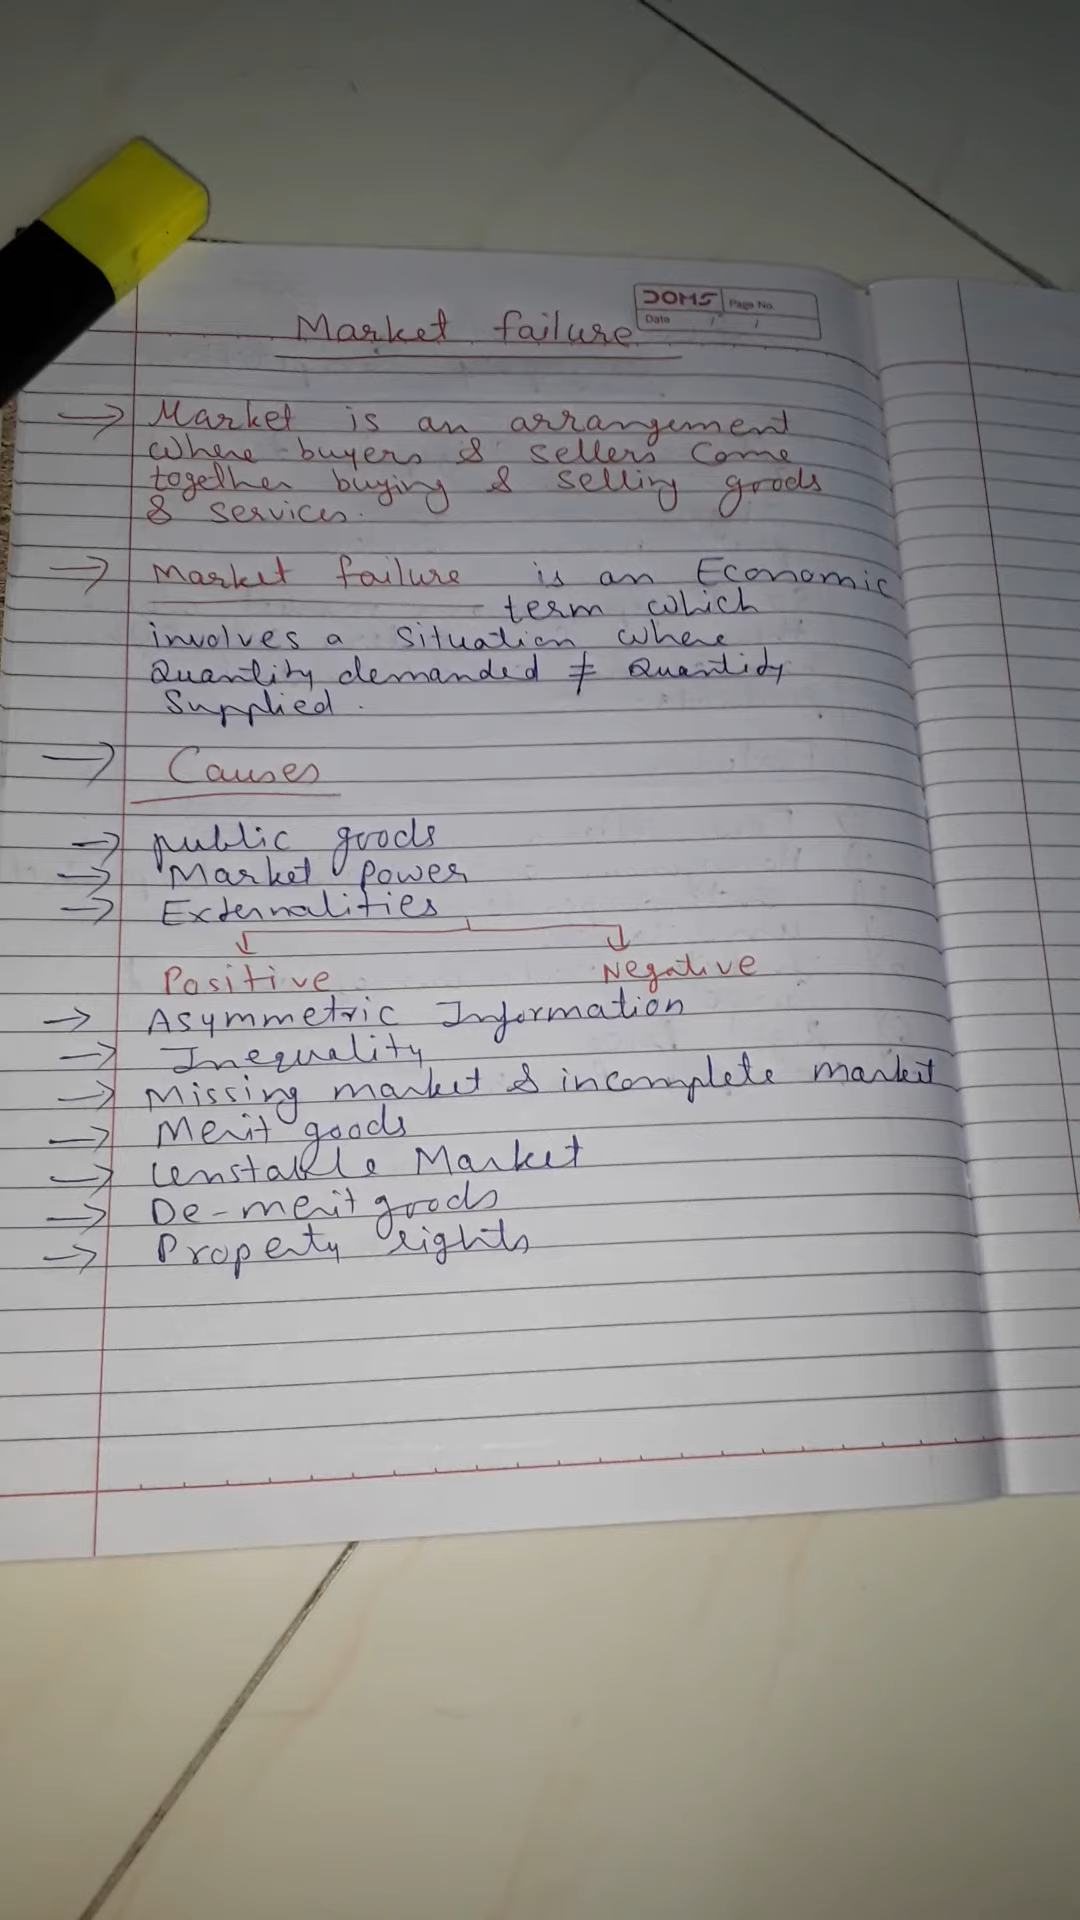 DOMS
Page No.
Date / /
Market failure
→ Market is an arrangement
where buyers & sellers come
together buying & selling goods
& services.
→ Market failure is an Economic
term which
involves a situation where
Quantity demanded ≠ Quantity
Supplied.
→ Causes
→ public goods
→ Market Power
→ Externalities
Positive Negative
→ Asymmetric Information
→ Inequality
→ Missing market & incomplete market
→ Merit goods
→ Unstable Market
→ De-merit goods
→ Property rights